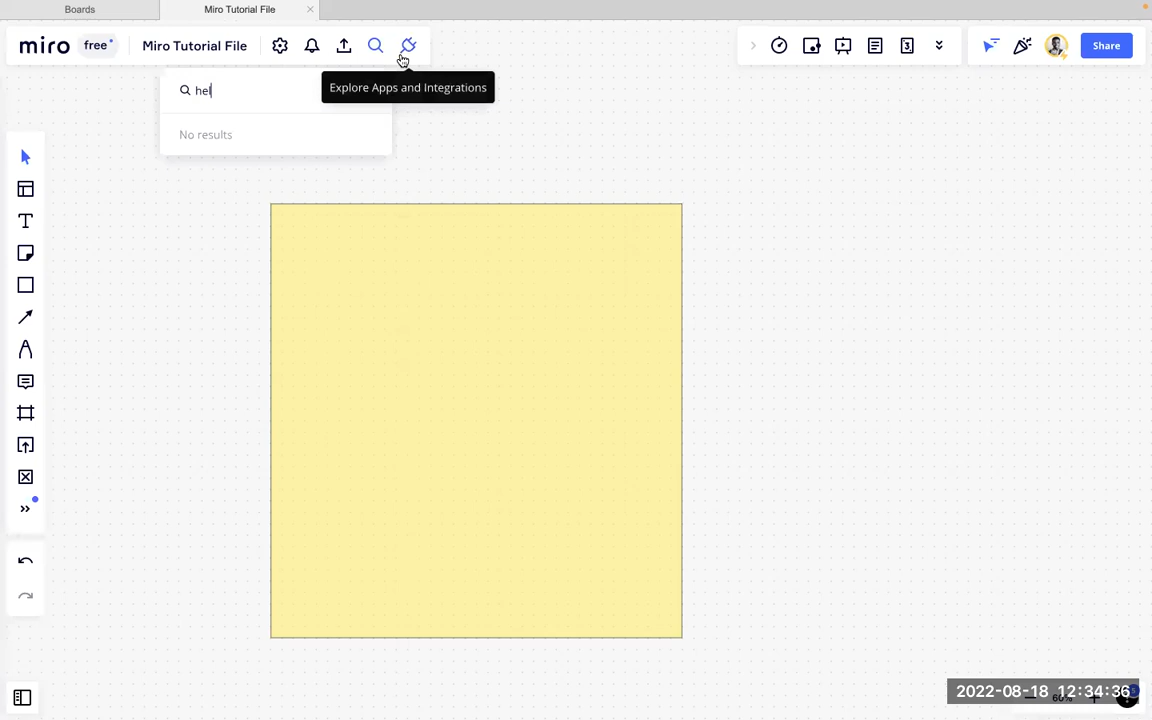 Boards
Miro Tutorial File
miro free Miro Tutorial File
Share
hel
Explore Apps and Integrations
No results
2022-08-18 12:34:36